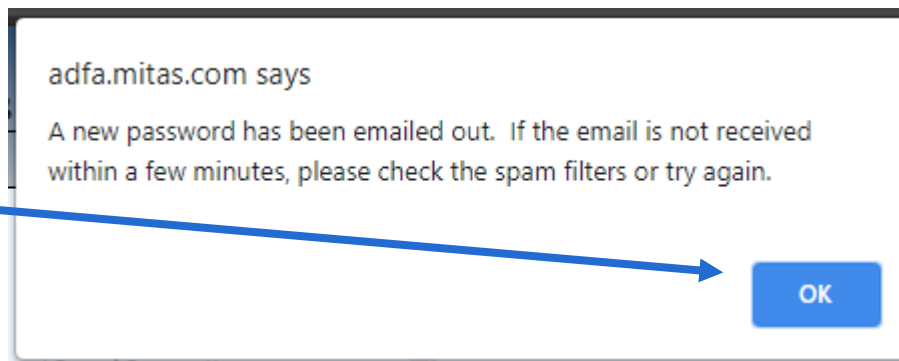 adfa.mitas.com says
A new password has been emailed out.  If the email is not received
within a few minutes, please check the spam filters or try again.
OK